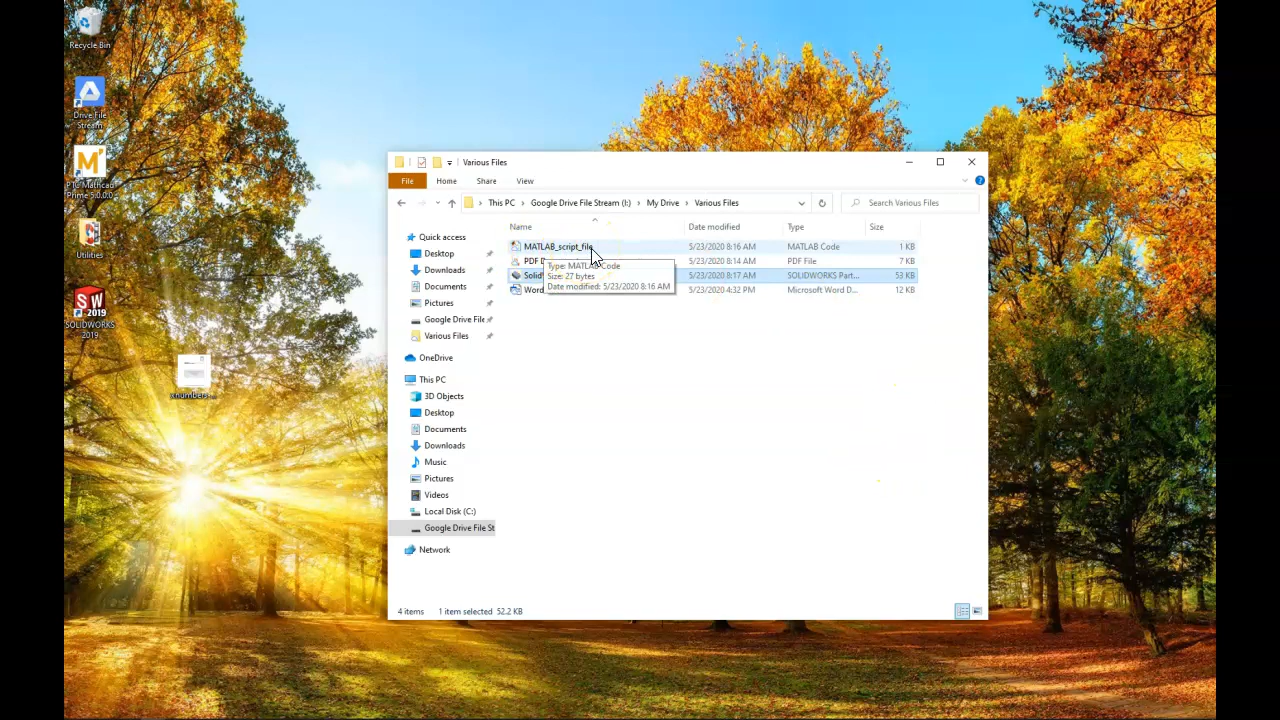 Recycle Bin
Drive File
Stream
PTC Mathcad
Prime 5.0.0.0
Utilities
SW
2019
SOLIDWORKS
2019
xnumbers...
Various Files
File
Home
Share
View
This PC
Google Drive File Stream (I:)
My Drive
Various Files
Search Various Files
Name
Date modified
Type
Size
MATLAB_script_file
5/23/2020 8:16 AM
MATLAB Code
1 KB
PDF
5/23/2020 8:14 AM
PDF File
7 KB
5/23/2020 8:17 AM
SOLIDWORKS Part...
53 KB
Word
5/23/2020 4:32 PM
Microsoft Word D...
12 KB
Type: MATLAB Code
Size: 27 bytes
Date modified: 5/23/2020 8:16 AM
Quick access
Desktop
Downloads
Documents
Pictures
Google Drive File
Various Files
OneDrive
This PC
3D Objects
Desktop
Documents
Downloads
Music
Pictures
Videos
Local Disk (C:)
Google Drive File St
Network
4 items
1 item selected
52.2 KB